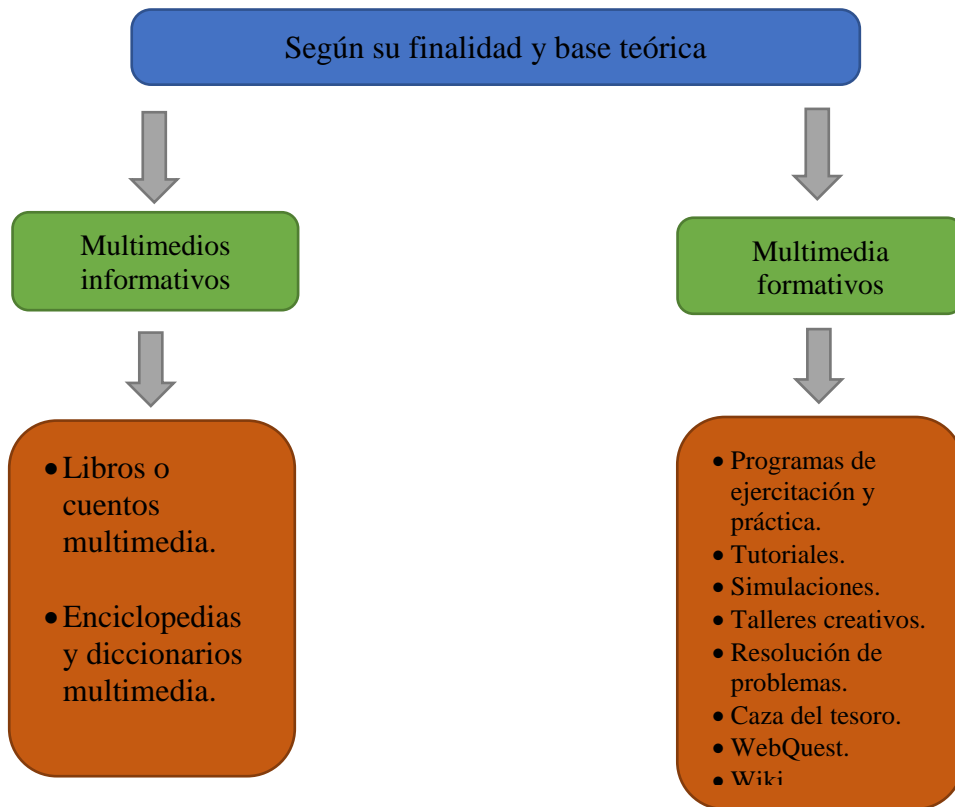 Según su finalidad y base teórica
Multimedios
informativos
Multimedia
formativos
• Libros o
cuentos
multimedia.
• Enciclopedias
y diccionarios
multimedia.
• Programas de
ejercitación y
práctica.
• Tutoriales.
• Simulaciones.
• Talleres creativos.
• Resolución de
problemas.
• Caza del tesoro.
• WebQuest.
• Wiki